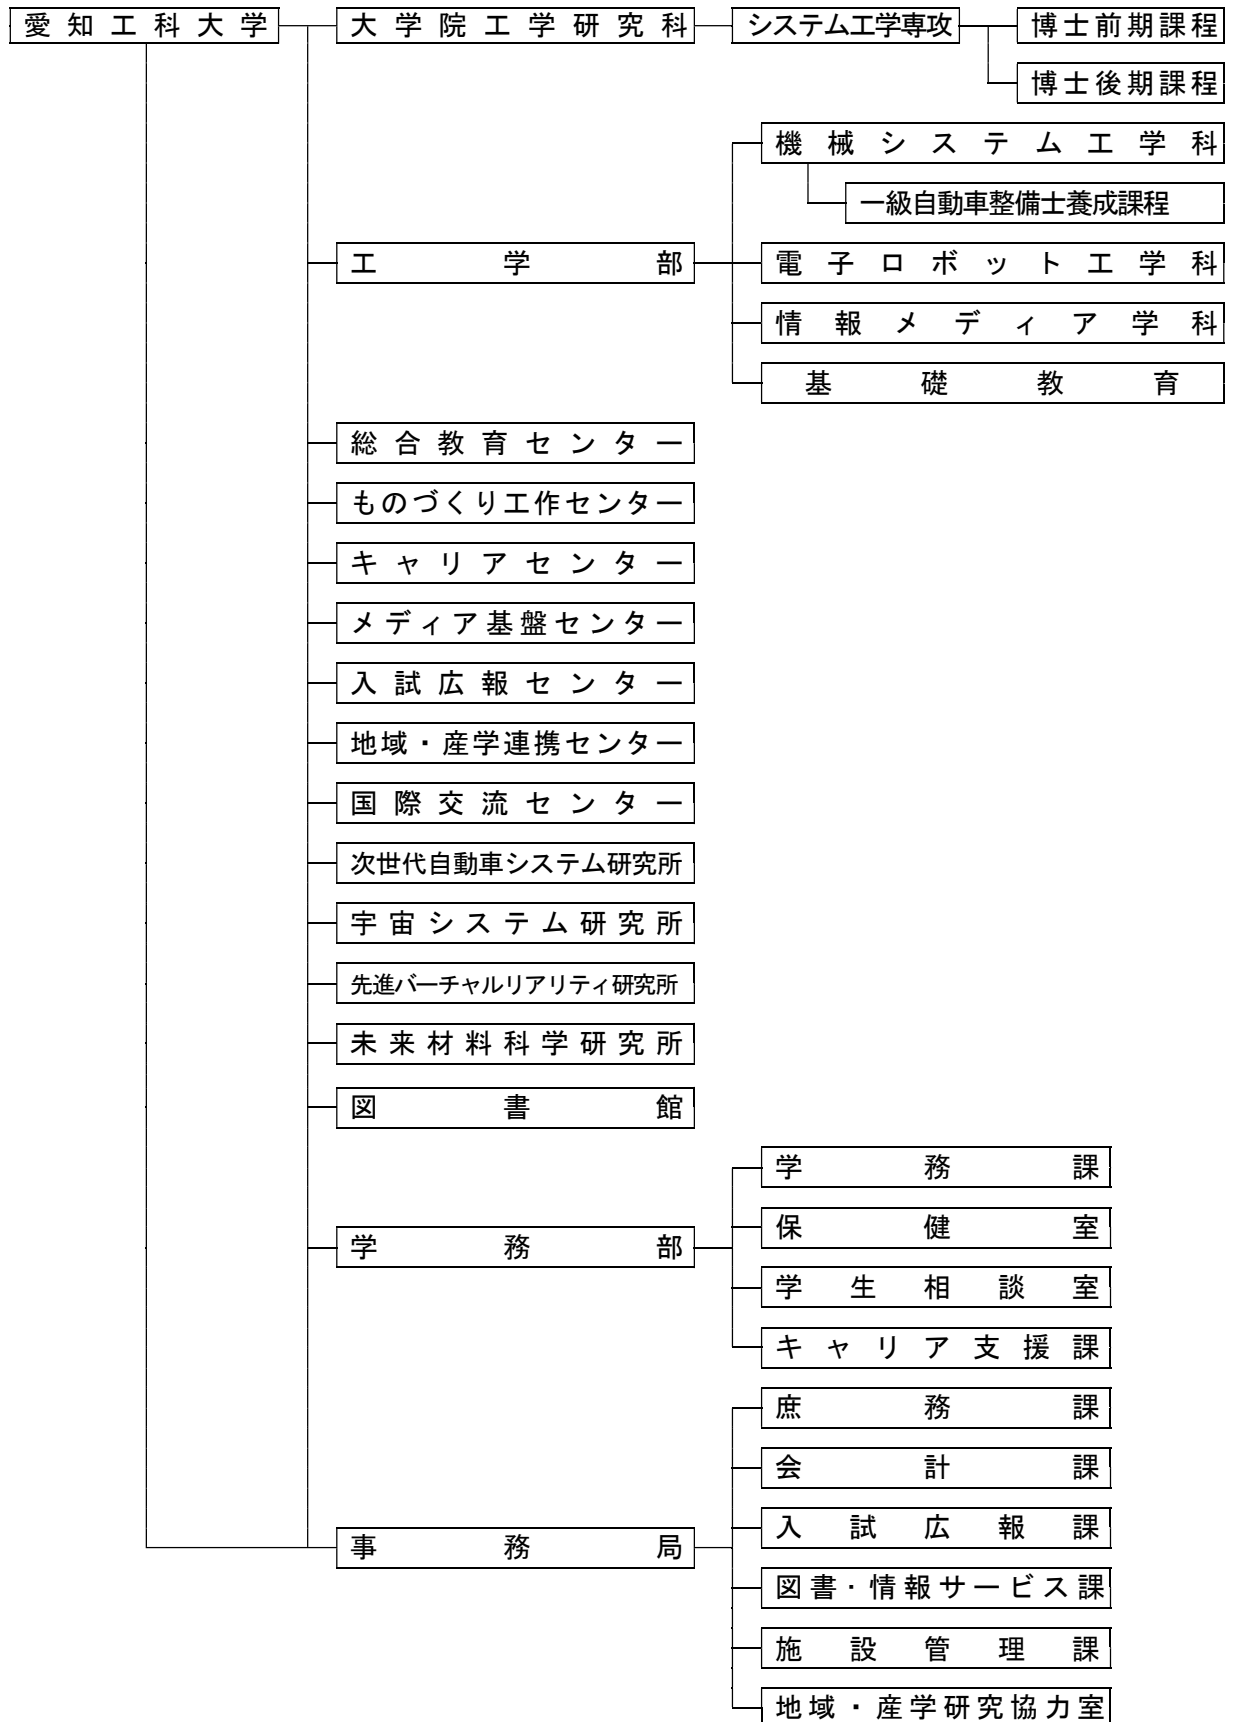 愛知工科大学 大学院工学研究科 システム工学専攻 博士前期課程
博士後期課程
機械システム工学科
一級自動車整備士養成課程
工学部 電子ロボット工学科
情報メディア学科
基礎教育
総合教育センター
ものづくり工作センター
キャリアセンター
メディア基盤センター
入試広報センター
地域・産学連携センター
国際交流センター
次世代自動車システム研究所
宇宙システム研究所
先進バーチャルリアリティ研究所
未来材料科学研究所
図書館
学務課
保健室
学務部
学生相談室
キャリア支援課
庶務課
会計課
入試広報課
事務局
図書・情報サービス課
施設管理課
地域・産学研究協力室